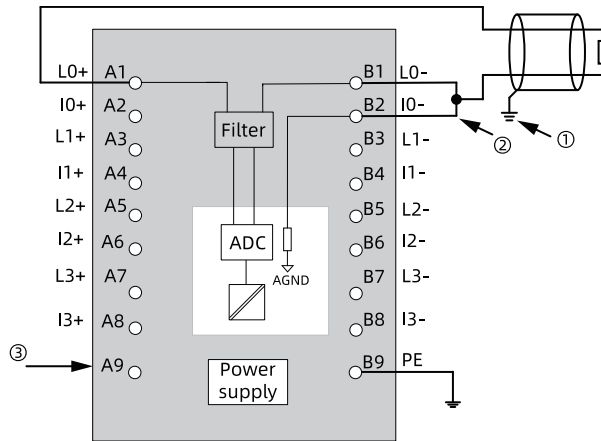 L0+ A1 B1 L0-
I0+ A2 B2 I0-
Filter
① ②
L1+ A3 B3 L1-
I1+ A4 B4 I1-
L2+ A5 B5 L2-
I2+ A6 ADC B6 I2-
AGND
L3+ A7 B7 L3-
I3+ A8 B8 I3-
③ A9 B9 PE
Power
supply